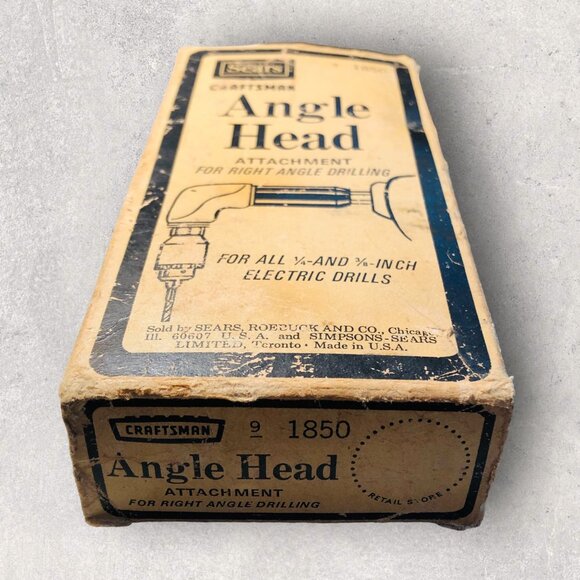 Sears
9 1850
CRAFTSMAN
Angle
Head
ATTACHMENT
FOR RIGHT ANGLE DRILLING
FOR ALL ¼-AND ⅜-INCH
ELECTRIC DRILLS
Sold by SEARS, ROEBUCK AND CO., Chicago
Ill. 60607 U. S. A. and SIMPSONS-SEARS
LIMITED, Toronto · Made in U.S.A.
CRAFTSMAN 9 1850
Angle Head
ATTACHMENT
FOR RIGHT ANGLE DRILLING
RETAIL STORE